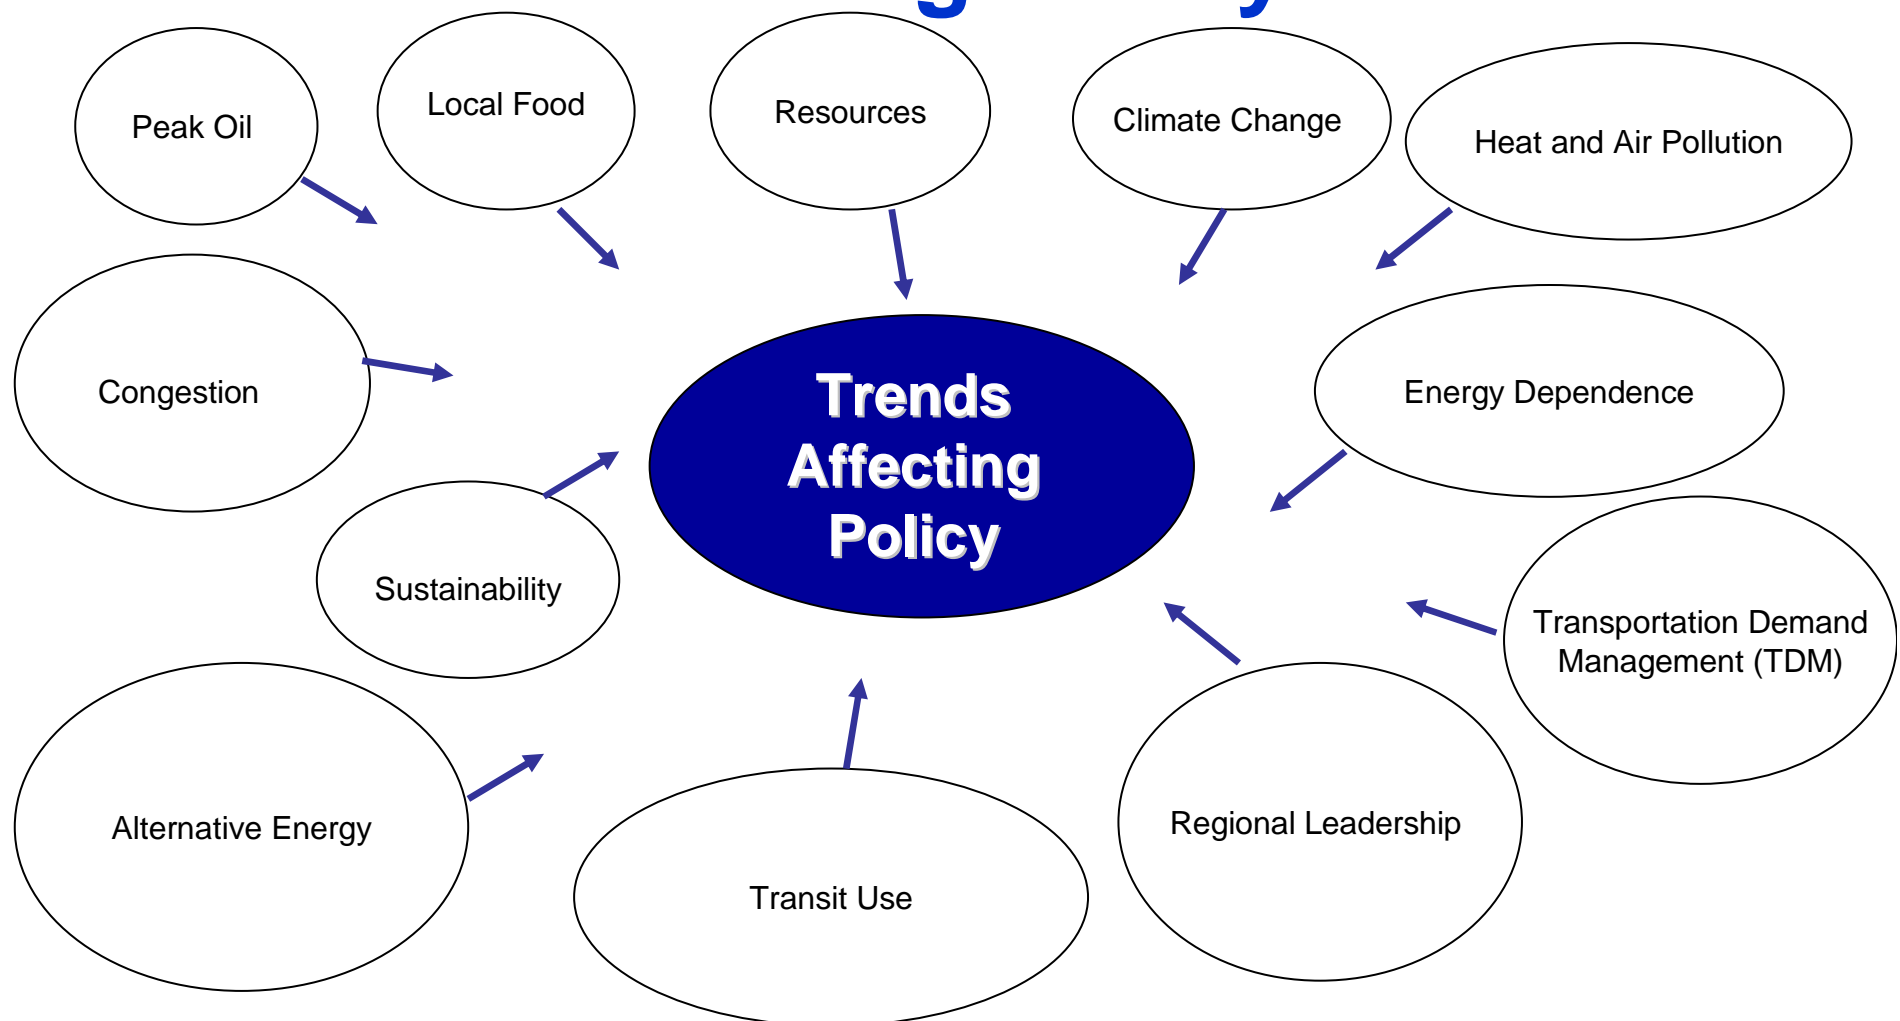 Peak Oil
Local Food
Resources
Climate Change
Heat and Air Pollution
Congestion
Trends
Affecting
Policy
Energy Dependence
Sustainability
Transportation Demand
Management (TDM)
Alternative Energy
Transit Use
Regional Leadership